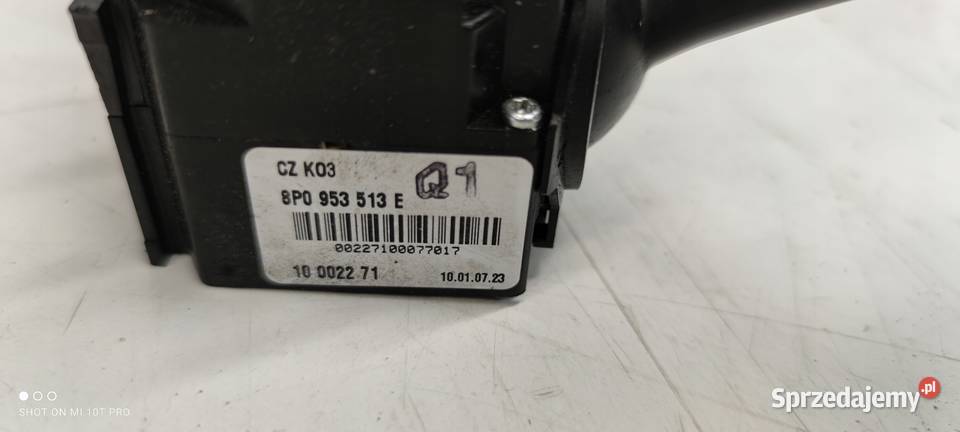 CZ K03
Q1
8P0 953 513 E
00227100077017
10 0022 71
10.01.07.23
SHOT ON MI 10T PRO
Sprzedajemy.pl